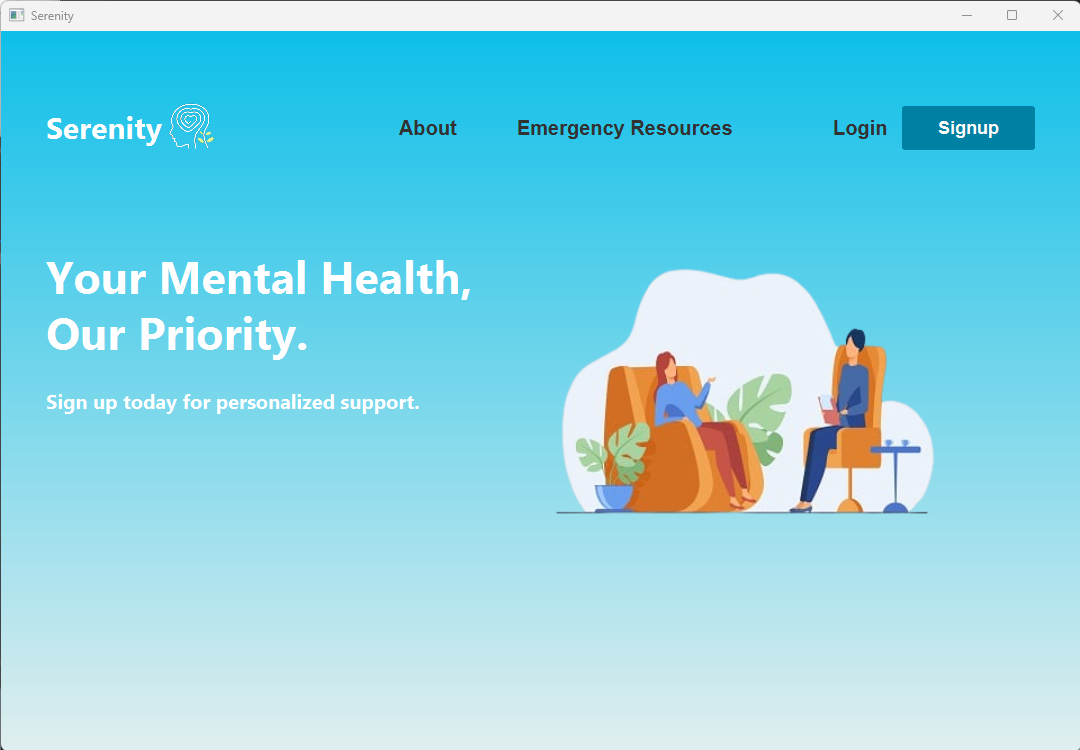 Serenity
Serenity
About
Emergency Resources
Login
Signup
Your Mental Health,
Our Priority.
Sign up today for personalized support.